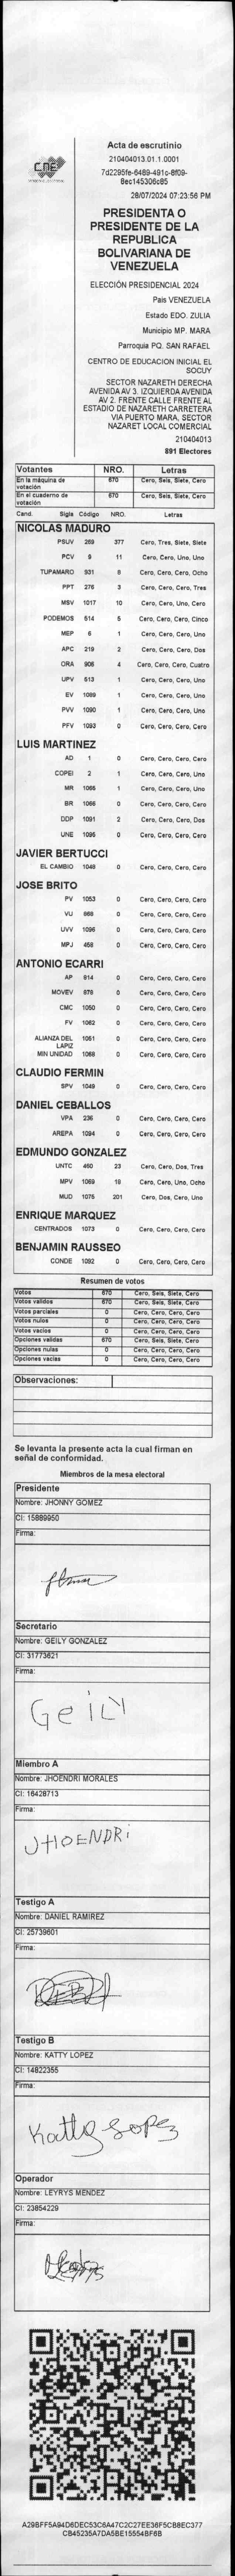 CNE
Acta de escrutinio
210404013.01.1.0001
7d2295fe-6489-491c-8f09-
8ec145306c85
28/07/2024 07:23:56 PM
PRESIDENTA O
PRESIDENTE DE LA
REPUBLICA
BOLIVARIANA DE
VENEZUELA
ELECCIÓN PRESIDENCIAL 2024
Pais VENEZUELA
Estado EDO. ZULIA
Municipio MP. MARA
Parroquia PQ. SAN RAFAEL
CENTRO DE EDUCACION INICIAL EL
SOCUY
SECTOR NAZARETH DERECHA
AVENIDA AV 3. IZQUIERDA AVENIDA
AV 2. FRENTE CALLE FRENTE AL
ESTADIO DE NAZARETH CARRETERA
VIA PUERTO MARA, SECTOR
NAZARET LOCAL COMERCIAL
210404013
891 Electores
Votantes NRO. Letras
En la máquina de votación 670 Cero, Seis, Siete, Cero
En el cuaderno de votación 670 Cero, Seis, Siete, Cero
Cand. Sigla Código NRO. Letras
NICOLAS MADURO
PSUV 269 377 Cero, Tres, Siete, Siete
PCV 5 11 Cero, Cero, Uno, Uno
TUPAMARO 931 8 Cero, Cero, Cero, Ocho
PPT 276 3 Cero, Cero, Cero, Tres
MSV 1017 10 Cero, Cero, Uno, Cero
PODEMOS 514 5 Cero, Cero, Cero, Cinco
MEP 6 1 Cero, Cero, Cero, Uno
APC 219 2 Cero, Cero, Cero, Dos
ORA 906 4 Cero, Cero, Cero, Cuatro
UPV 513 1 Cero, Cero, Cero, Uno
EV 1089 1 Cero, Cero, Cero, Uno
PVV 1090 1 Cero, Cero, Cero, Uno
PFV 1093 0 Cero, Cero, Cero, Cero
LUIS MARTINEZ
AD 1 0 Cero, Cero, Cero, Cero
COPEI 2 1 Cero, Cero, Cero, Uno
MR 1065 1 Cero, Cero, Cero, Uno
BR 1066 0 Cero, Cero, Cero, Cero
DDP 1091 2 Cero, Cero, Cero, Dos
UNE 1095 0 Cero, Cero, Cero, Cero
JAVIER BERTUCCI
EL CAMBIO 1048 0 Cero, Cero, Cero, Cero
JOSE BRITO
PV 1053 0 Cero, Cero, Cero, Cero
VU 868 0 Cero, Cero, Cero, Cero
UVV 1096 0 Cero, Cero, Cero, Cero
MPJ 458 0 Cero, Cero, Cero, Cero
ANTONIO ECARRI
AP 914 0 Cero, Cero, Cero, Cero
MOVEV 978 0 Cero, Cero, Cero, Cero
CMC 1050 0 Cero, Cero, Cero, Cero
FV 1062 0 Cero, Cero, Cero, Cero
ALIANZA DEL 1061 0 Cero, Cero, Cero, Cero
LAPIZ
MIN UNIDAD 1068 0 Cero, Cero, Cero, Cero
CLAUDIO FERMIN
SPV 1049 0 Cero, Cero, Cero, Cero
DANIEL CEBALLOS
VPA 236 0 Cero, Cero, Cero, Cero
AREPA 1094 0 Cero, Cero, Cero, Cero
EDMUNDO GONZALEZ
UNTC 460 23 Cero, Cero, Dos, Tres
MPV 1069 18 Cero, Cero, Uno, Ocho
MUD 1075 201 Cero, Dos, Cero, Uno
ENRIQUE MARQUEZ
CENTRADOS 1073 0 Cero, Cero, Cero, Cero
BENJAMIN RAUSSEO
CONDE 1092 0 Cero, Cero, Cero, Cero
Resumen de votos
Votos 670 Cero, Seis, Siete, Cero
Votos validos 670 Cero, Seis, Siete, Cero
Votos parciales 0 Cero, Cero, Cero, Cero
Votos nulos 0 Cero, Cero, Cero, Cero
Votos vacios 0 Cero, Cero, Cero, Cero
Opciones validas 670 Cero, Seis, Siete, Cero
Opciones nulas 0 Cero, Cero, Cero, Cero
Opciones vacias 0 Cero, Cero, Cero, Cero
Observaciones:
Se levanta la presente acta la cual firman en
señal de conformidad.
Miembros de la mesa electoral
Presidente
Nombre: JHONNY GOMEZ
CI: 15889950
Firma:
Secretario
Nombre: GEILY GONZALEZ
CI: 31773621
Firma:
GeiLY
Miembro A
Nombre: JHOENDRI MORALES
CI: 16428713
Firma:
JHOENDRi
Testigo A
Nombre: DANIEL RAMIREZ
CI: 25739601
Firma:
Testigo B
Nombre: KATTY LOPEZ
CI: 14822355
Firma:
Katty Lopez
Operador
Nombre: LEYRYS MENDEZ
CI: 23854229
Firma:
A29BFF5A94D6DEC53C6A47C2C27EE36F5CB8EC377
CB45235A7DA5BE15554BF6B